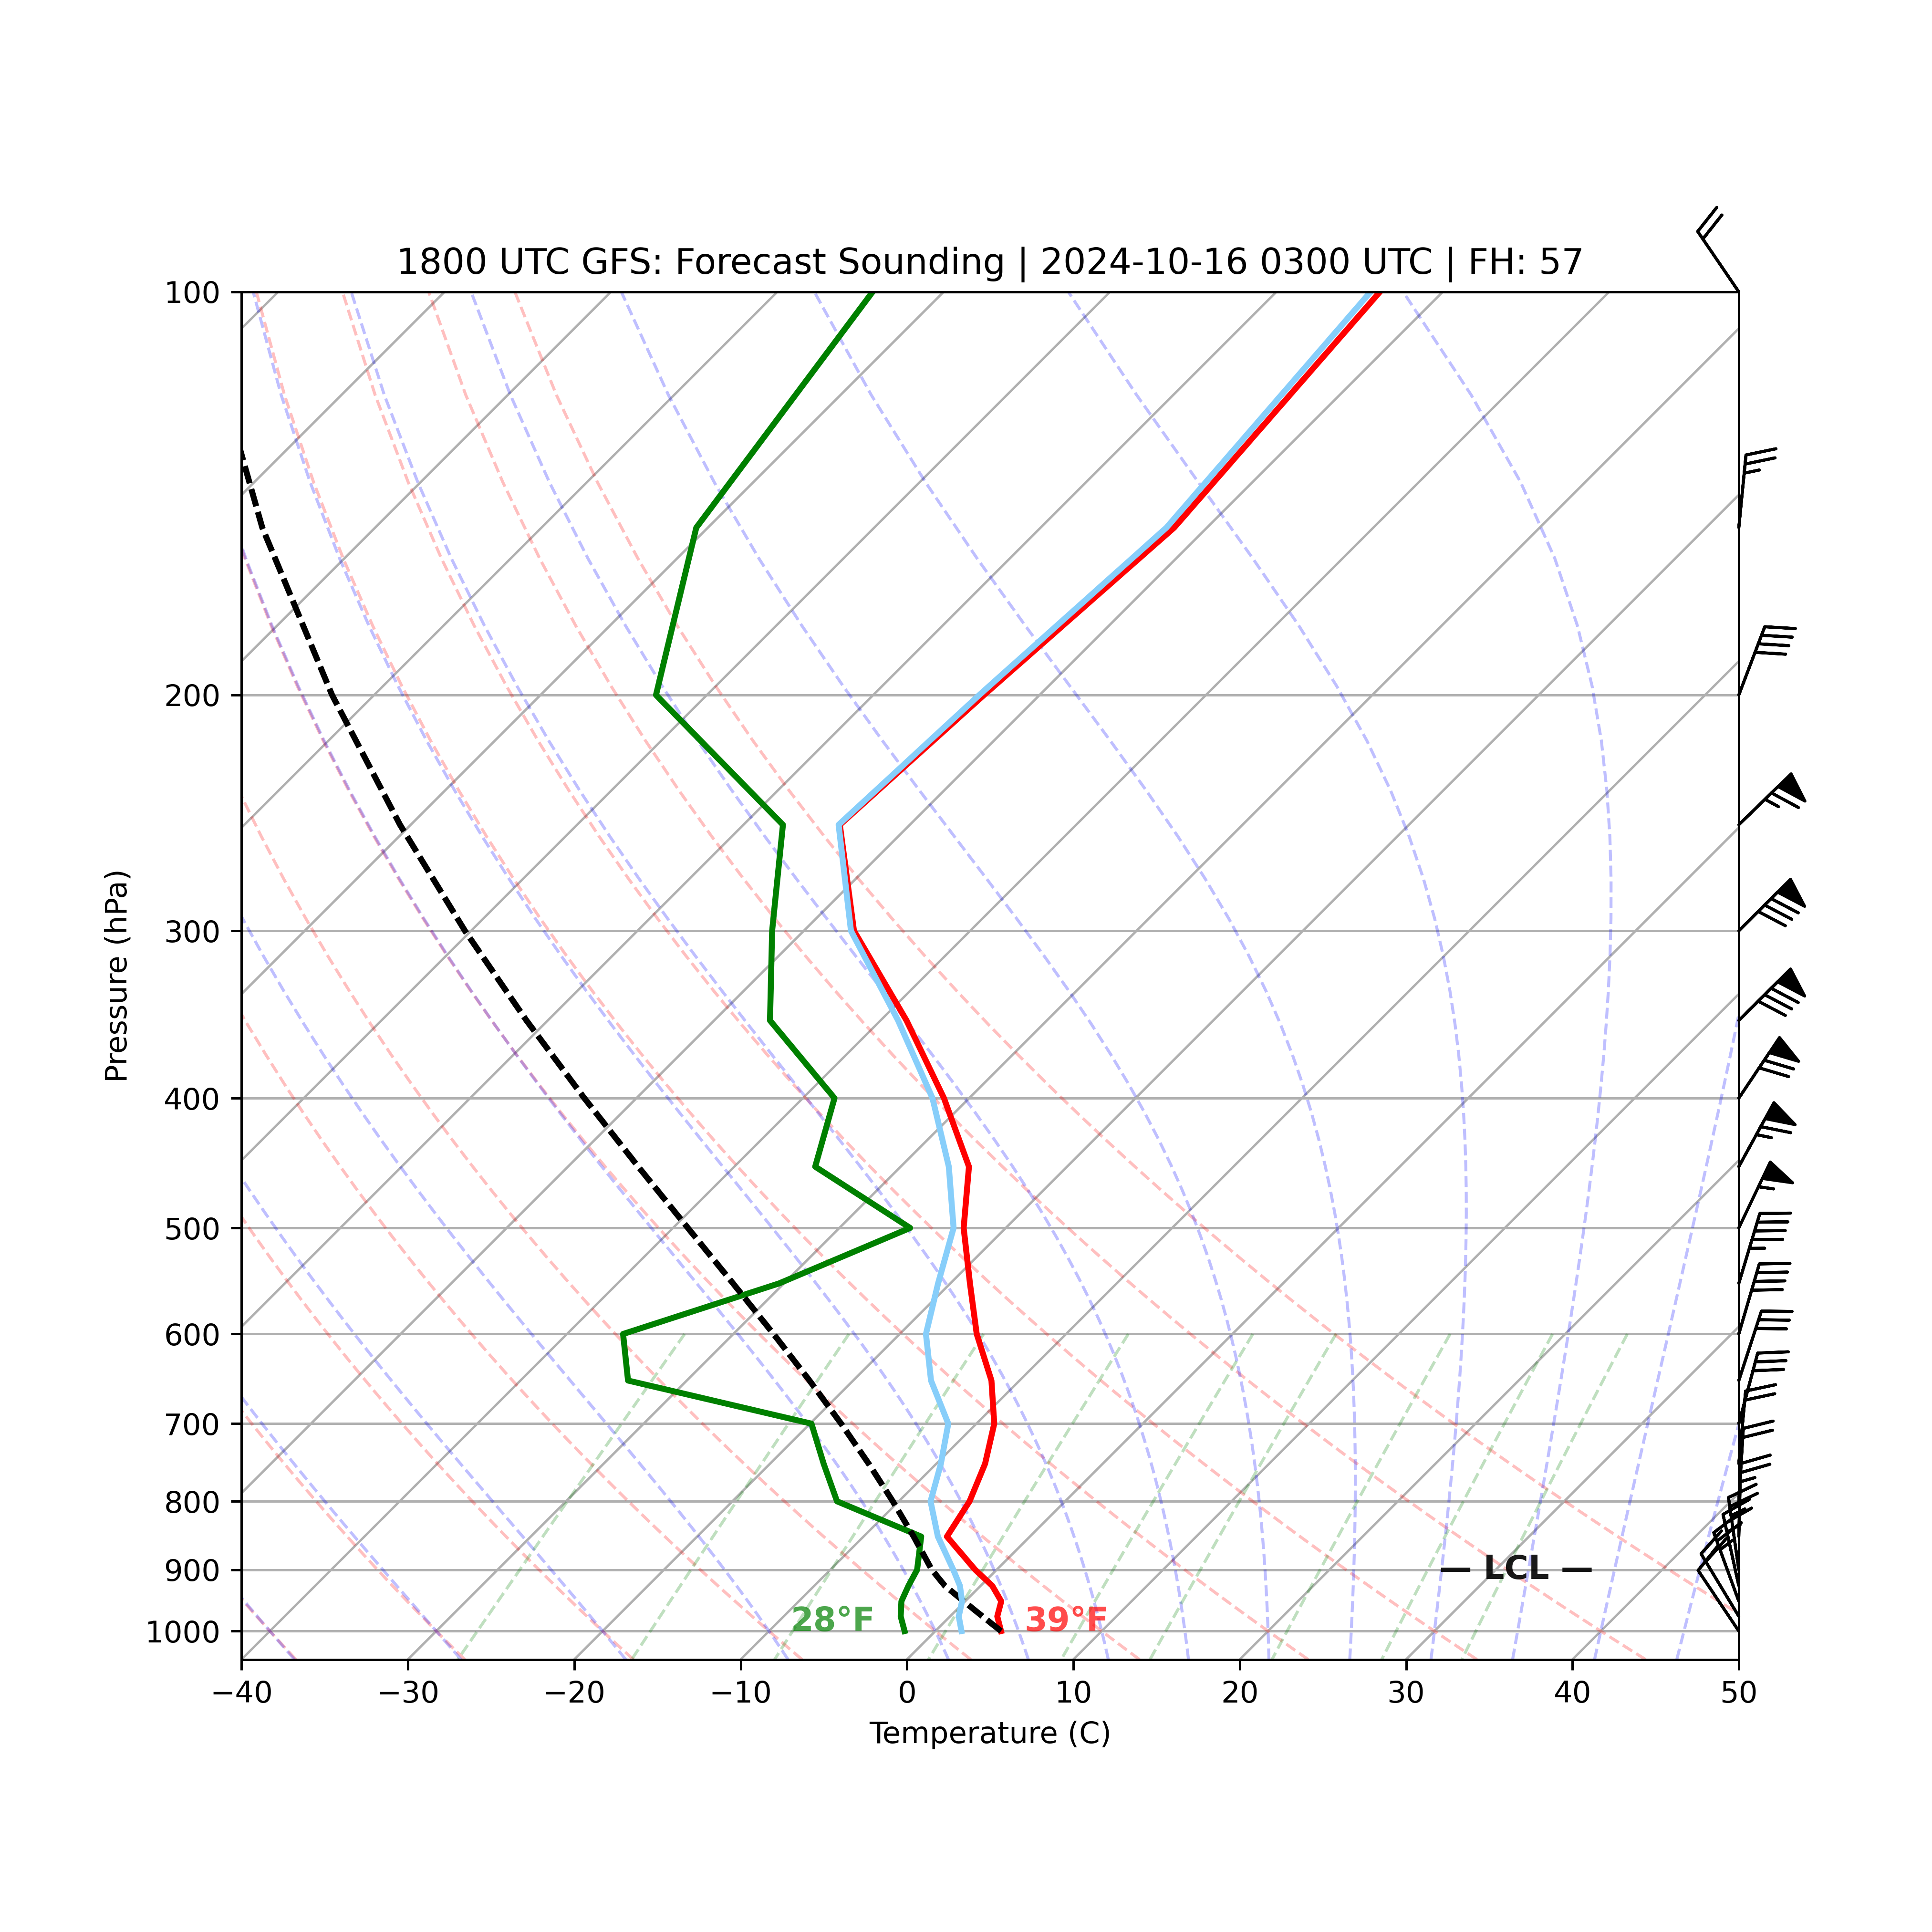 1800 UTC GFS: Forecast Sounding | 2024-10-16 0300 UTC | FH: 57
100
200
300
400
500
600
700
800
900
1000
Pressure (hPa)
— LCL —
28°F
39°F
−40 −30 −20 −10 0 10 20 30 40 50
Temperature (C)